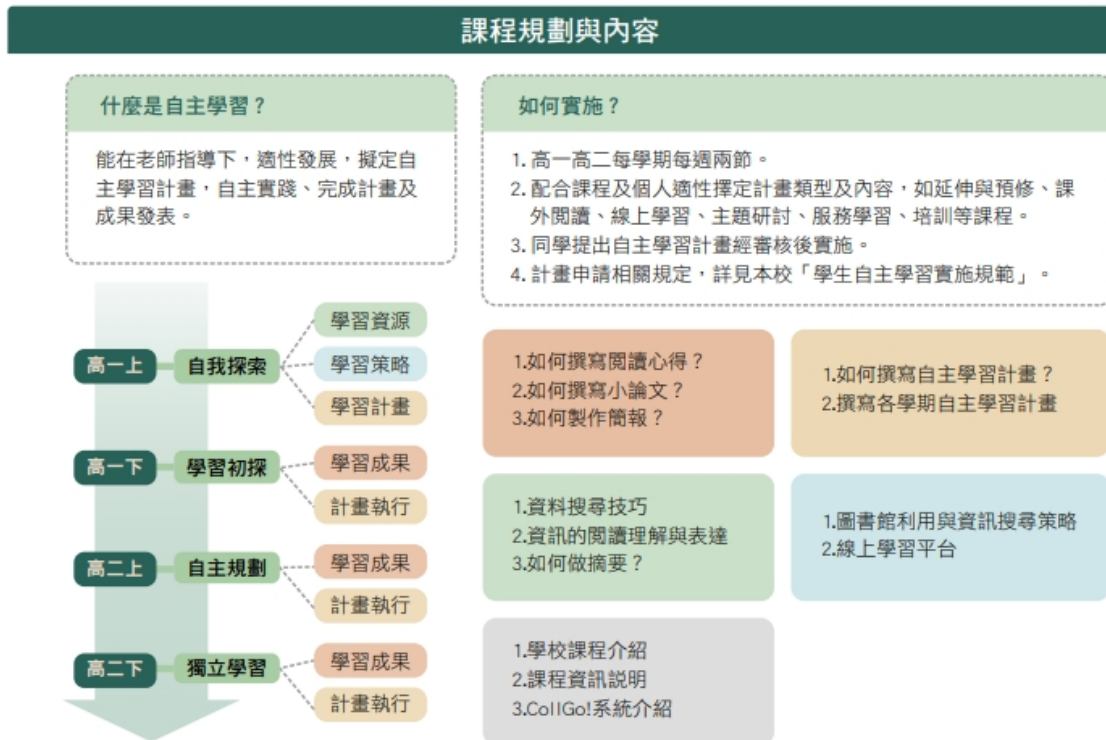 課程規劃與內容
什麼是自主學習？
能在老師指導下，適性發展，擬定自
主學習計畫，自主實踐、完成計畫及
成果發表。
如何實施？
1. 高一高二每學期每週兩節。
2. 配合課程及個人適性擇定計畫類型及內容，如延伸與預修、課
外閱讀、線上學習、主題研討、服務學習、培訓等課程。
3. 同學提出自主學習計畫經審核後實施。
4. 計畫申請相關規定，詳見本校「學生自主學習實施規範」。
高一上
自我探索
學習資源
學習策略
學習計畫
高一下
學習初探
學習成果
計畫執行
高二上
自主規劃
學習成果
計畫執行
高二下
獨立學習
學習成果
計畫執行
1.如何撰寫閱讀心得？
2.如何撰寫小論文？
3.如何製作簡報？
1.如何撰寫自主學習計畫？
2.撰寫各學期自主學習計畫
1.資料搜尋技巧
2.資訊的閱讀理解與表達
3.如何做摘要？
1.圖書館利用與資訊搜尋策略
2.線上學習平台
1.學校課程介紹
2.課程資訊説明
3.CollGo!系統介紹